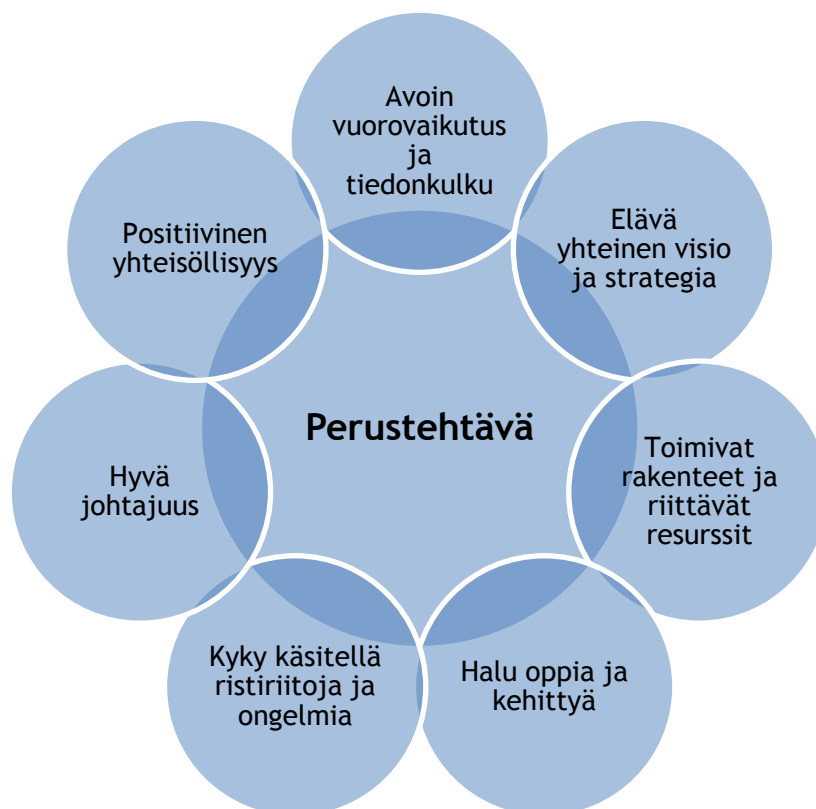 Avoin
vuorovaikutus
ja
tiedonkulku
Elävä
yhteinen visio
ja strategia
Toimivat
rakenteet ja
riittävät
resurssit
Halu oppia ja
kehittyä
Kyky käsitellä
ristiriitoja ja
ongelmia
Hyvä
johtajuus
Positiivinen
yhteisöllisyys
Perustehtävä